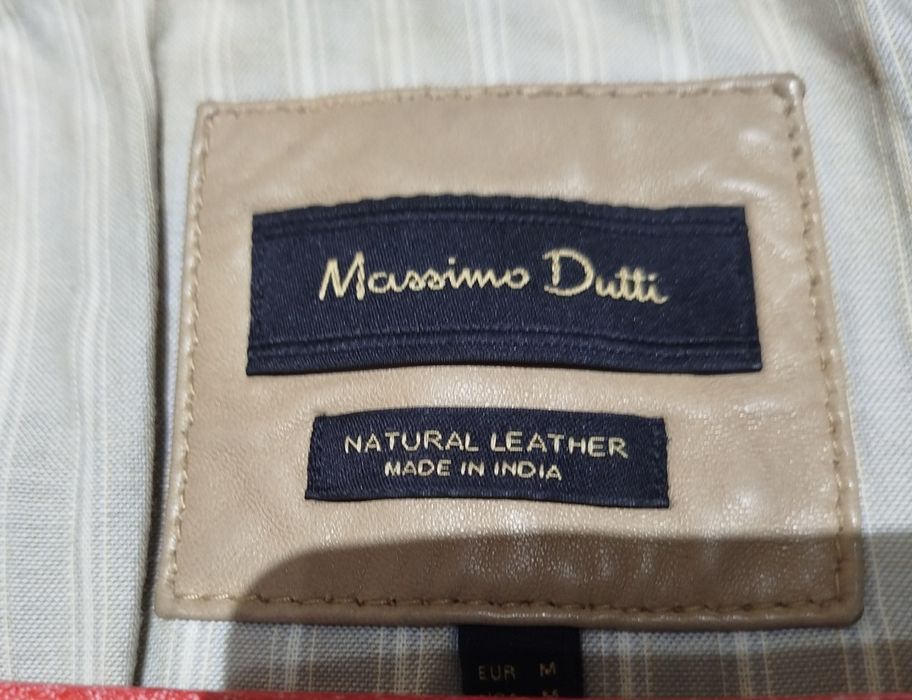 Massimo Dutti
NATURAL LEATHER
MADE IN INDIA
EUR M